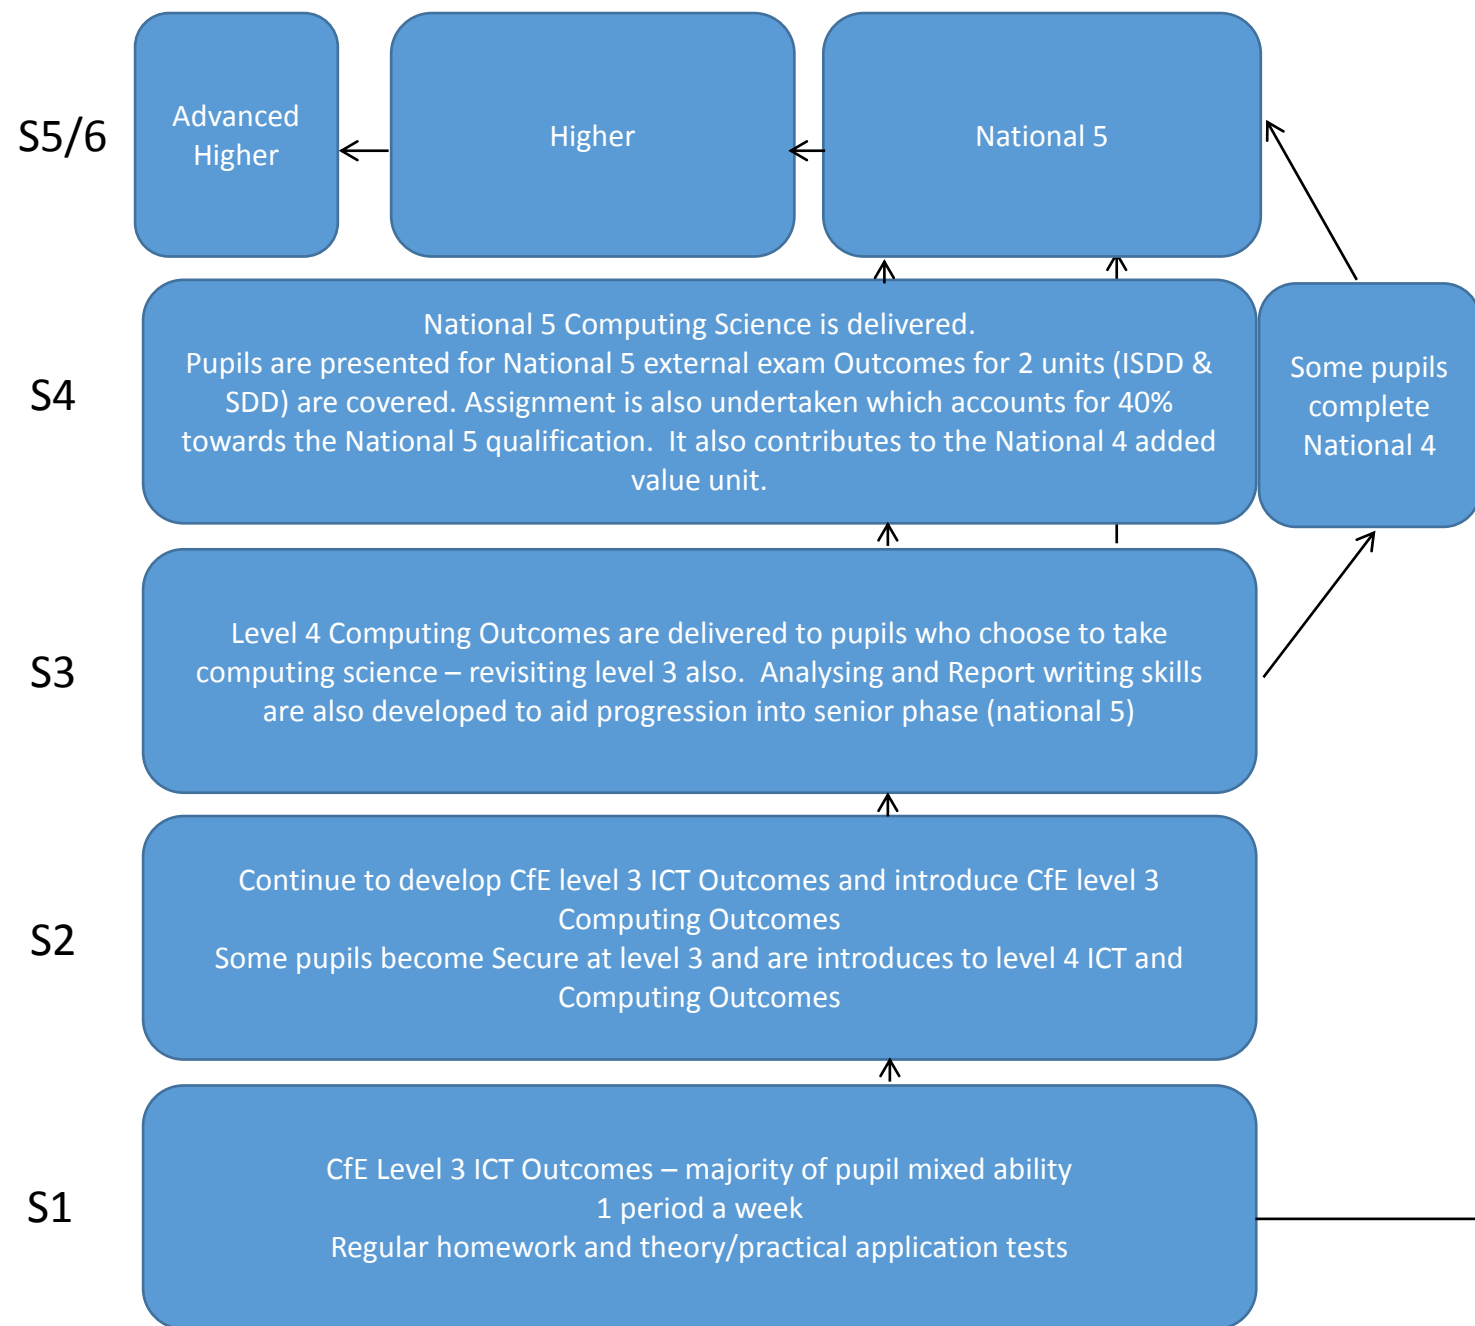 S5/6
Advanced
Higher
Higher
National 5
S4
National 5 Computing Science is delivered.
Pupils are presented for National 5 external exam Outcomes for 2 units (ISDD &
SDD) are covered. Assignment is also undertaken which accounts for 40%
towards the National 5 qualification.  It also contributes to the National 4 added
value unit.
Some pupils
complete
National 4
S3
Level 4 Computing Outcomes are delivered to pupils who choose to take
computing science – revisiting level 3 also.  Analysing and Report writing skills
are also developed to aid progression into senior phase (national 5)
S2
Continue to develop CfE level 3 ICT Outcomes and introduce CfE level 3
Computing Outcomes
Some pupils become Secure at level 3 and are introduces to level 4 ICT and
Computing Outcomes
S1
CfE Level 3 ICT Outcomes – majority of pupil mixed ability
1 period a week
Regular homework and theory/practical application tests